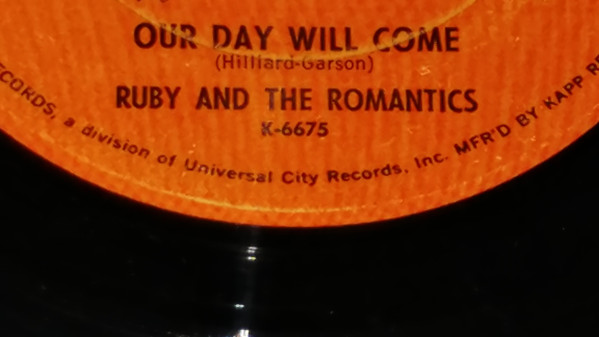 OUR DAY WILL COME
(Hilliard-Garson)
RUBY AND THE ROMANTICS
K-6675
ECORDS, a division of Universal City Records, Inc. MFR'D BY KAPP RE